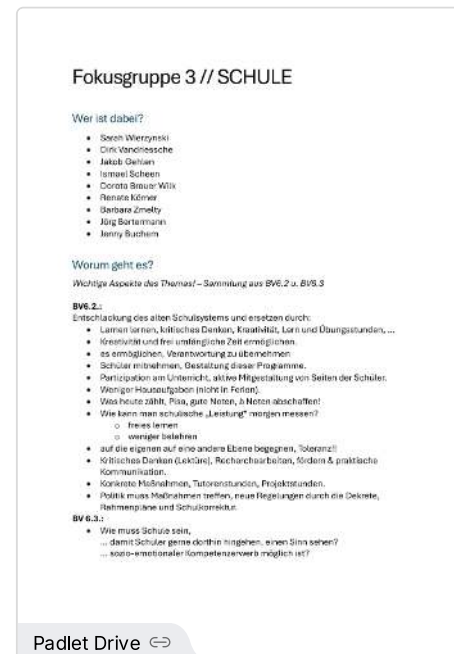 Fokusgruppe 3 // SCHULE
Wer ist dabei?
Sarah Wierzynski
Dirk Vandriessche
Jakob Gehlen
Ismael Scheen
Dorota Breuer Wilk
Renate Körner
Barbara Zmelty
Jörg Bertermann
Jenny Buchem
Worum geht es?
Wichtige Aspekte des Themas! – Sammlung aus BV6.2 u. BV6.3
BV6.2.:
Entschlackung des alten Schulsystems und ersetzen durch:
Lernen lernen, kritisches Denken, Kreativität, Lern und Übungsstunden, ...
Kreativität und frei umfängliche Zeit ermöglichen.
es ermöglichen, Verantwortung zu übernehmen
Schüler mitnehmen, Gestaltung dieser Programme.
Partizipation am Unterricht, aktive Mitgestaltung von Seiten der Schüler.
Weniger Hausaufgaben (nicht in Ferien).
Was heute zählt, Pisa, gute Noten, à Noten abschaffen!
Wie kann man schulische „Leistung" morgen messen?
freies lernen
weniger belehren
auf die eigenen auf eine andere Ebene begegnen, Toleranz!!
Kritisches Denken (Lektüre), Recherchearbeiten, fördern & praktische
Kommunikation.
Konkrete Maßnahmen, Tutorenstunden, Projektstunden.
Politik muss Maßnahmen treffen, neue Regelungen durch die Dekrete,
Rahmenpläne und Schulkorrektur.
BV 6.3.:
Wie muss Schule sein,
... damit Schüler gerne dorthin hingehen, einen Sinn sehen?
... sozio-emotionaler Kompetenzerwerb möglich ist?
Padlet Drive